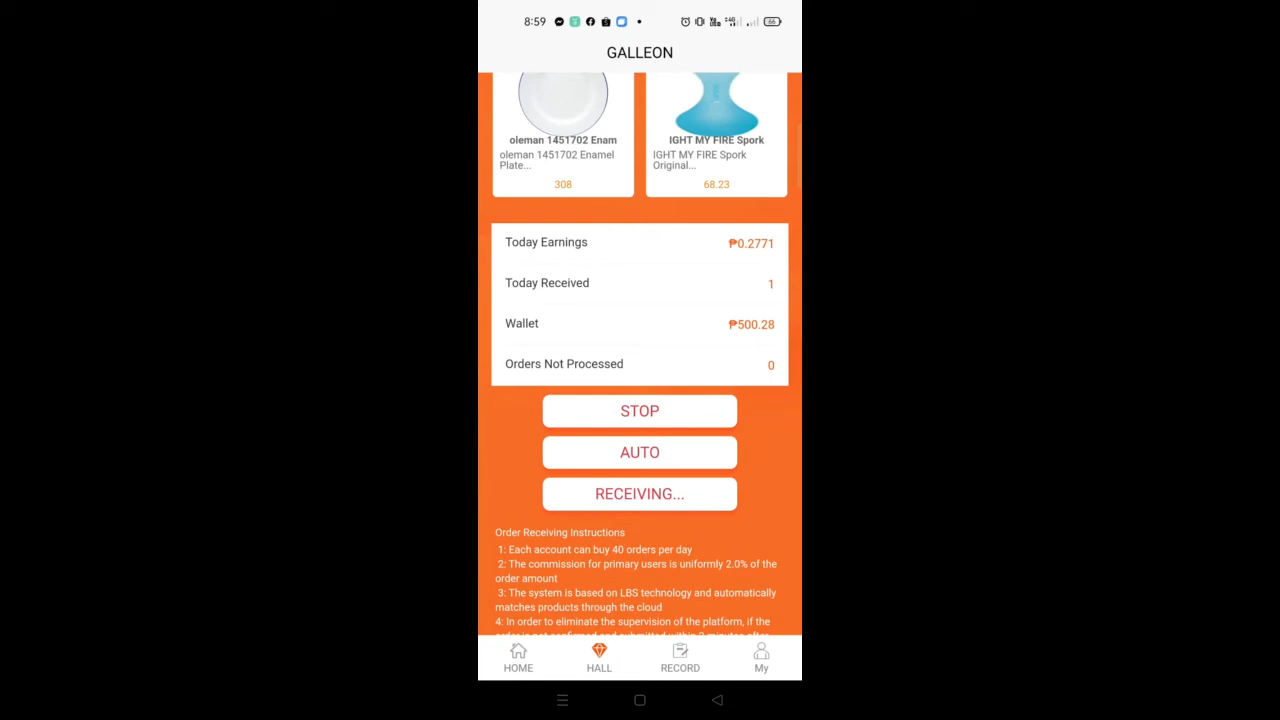 8:59
66
GALLEON
oleman 1451702 Enam
oleman 1451702 Enamel
Plate...
308
IGHT MY FIRE Spork
IGHT MY FIRE Spork
Original...
68.23
Today Earnings
₱0.2771
Today Received
1
Wallet
₱500.28
Orders Not Processed
0
STOP
AUTO
RECEIVING...
Order Receiving Instructions
1: Each account can buy 40 orders per day
2: The commission for primary users is uniformly 2.0% of the
order amount
3: The system is based on LBS technology and automatically
matches products through the cloud
4: In order to eliminate the supervision of the platform, if the
HOME
HALL
RECORD
My